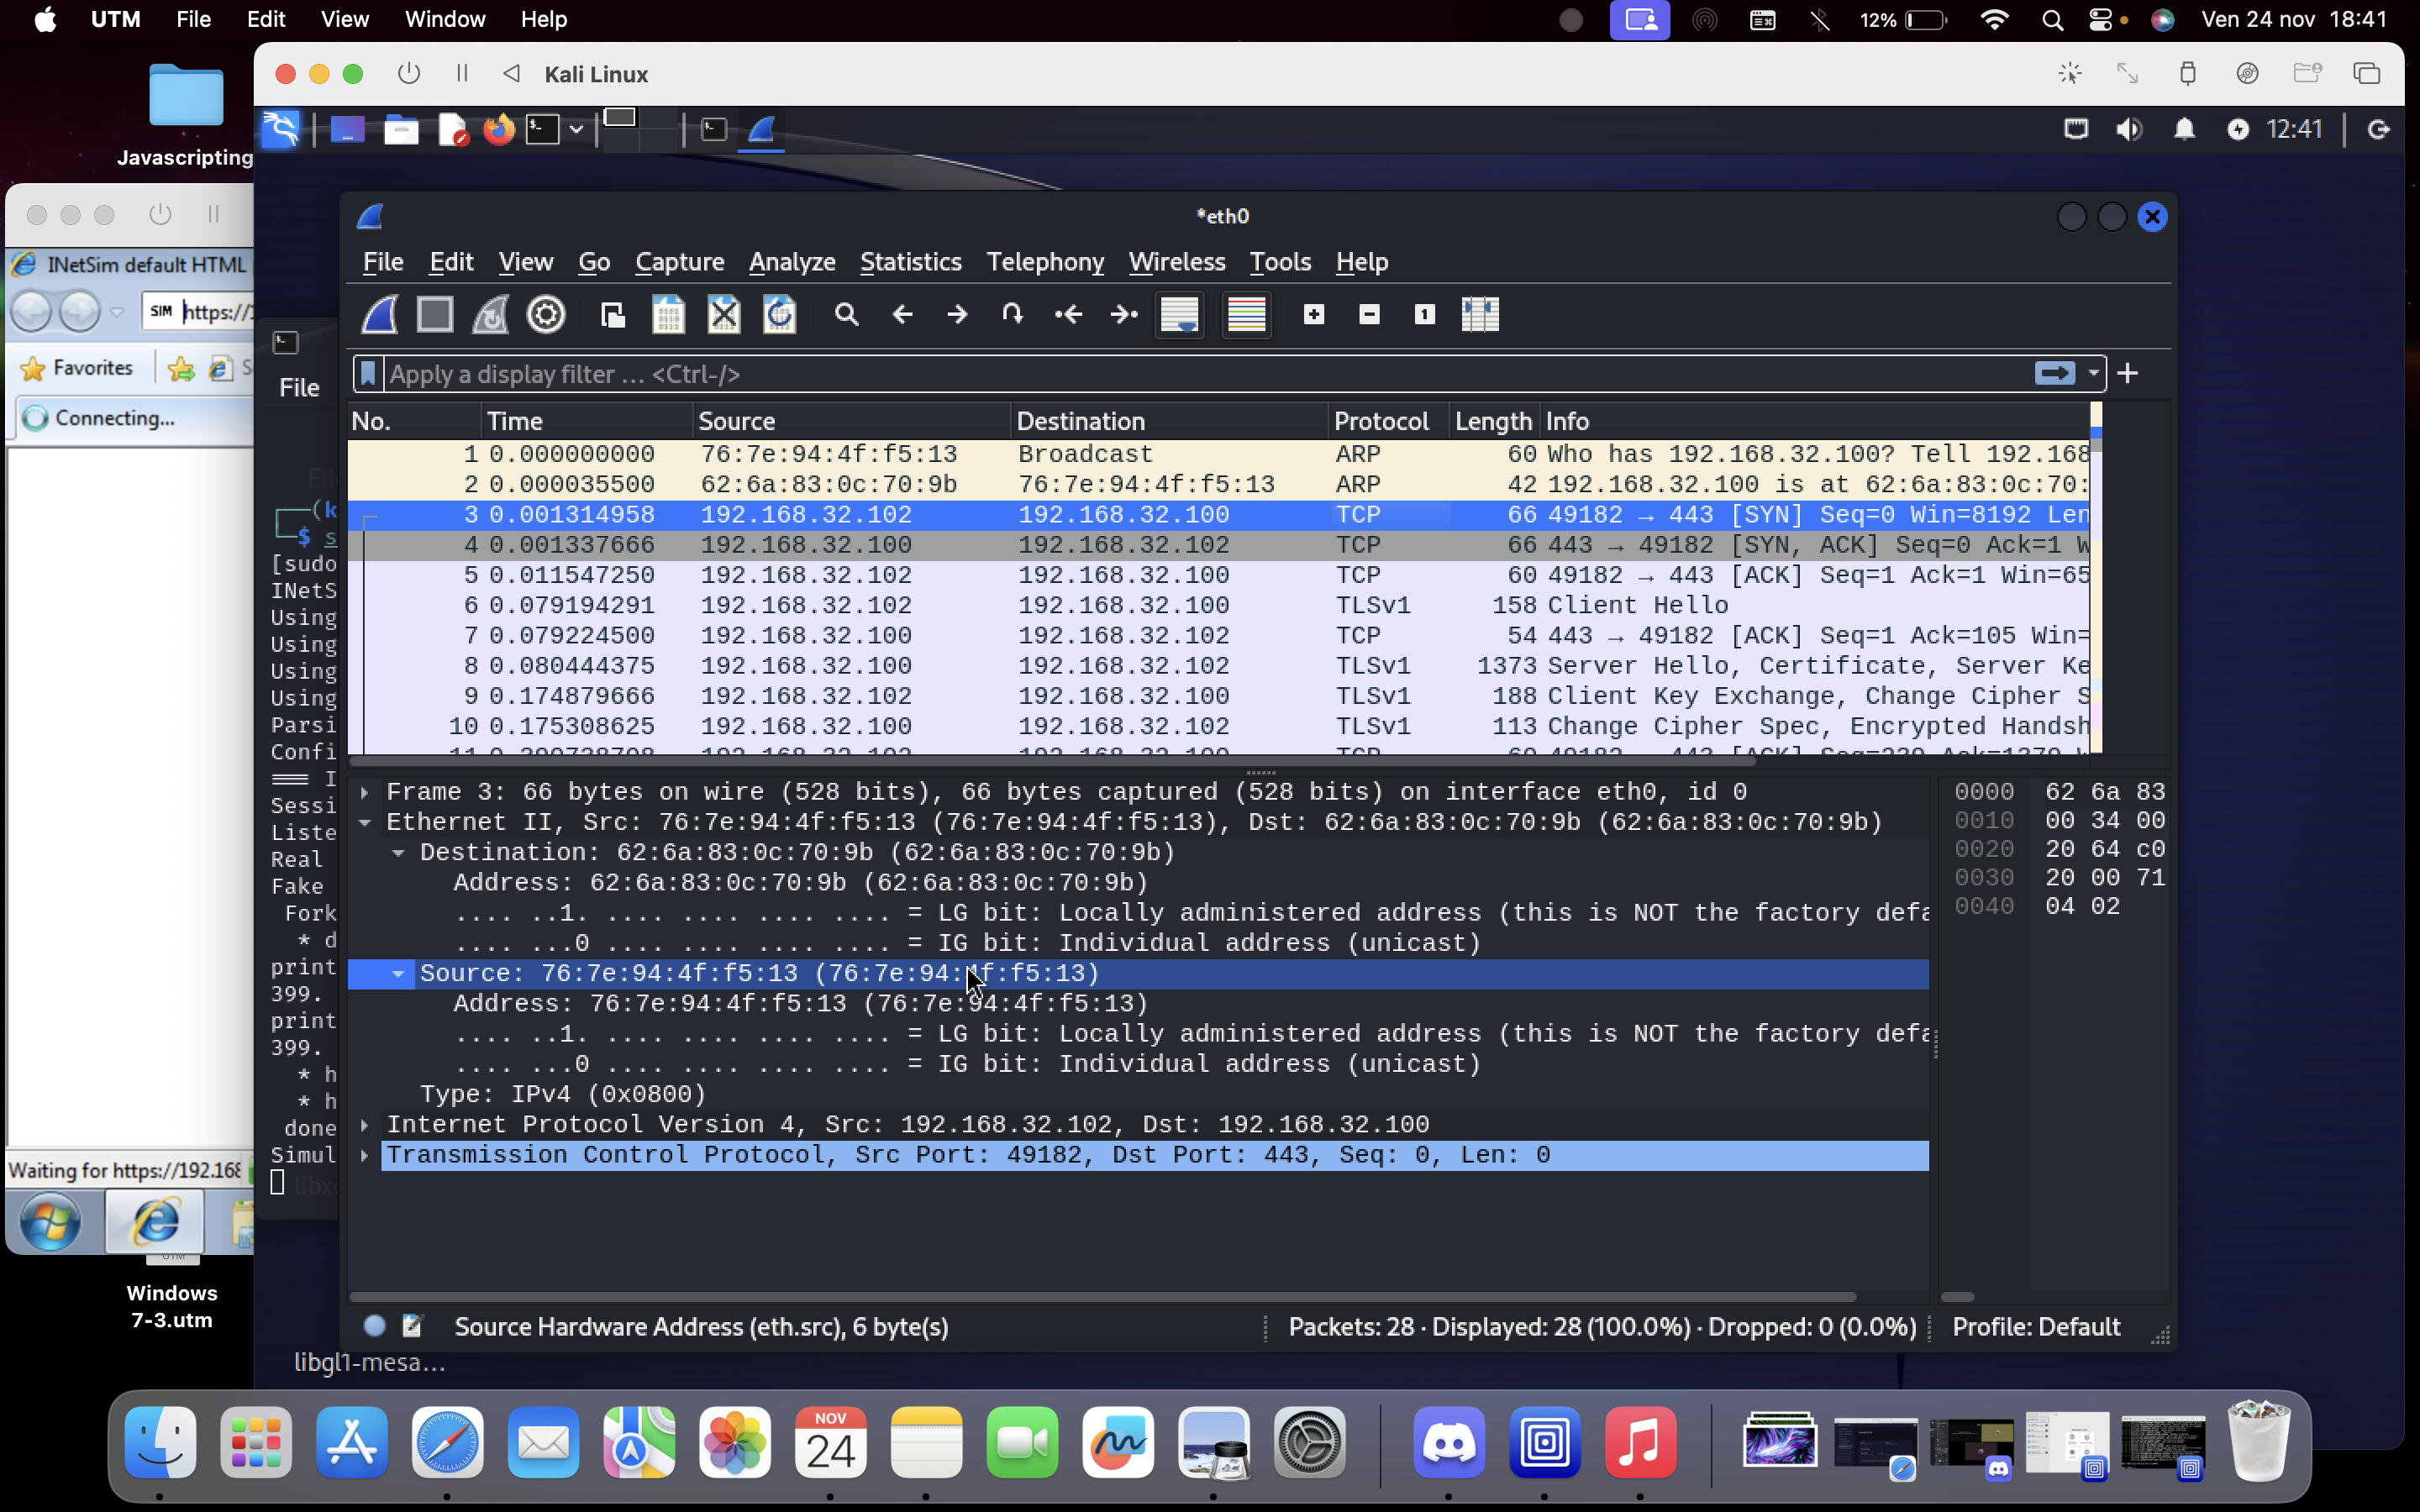 UTM File Edit View Window Help 12% Ven 24 nov 18:41
Javascripting
Kali Linux
12:41
INetSim default HTML
SIM https://
Favorites
Connecting...
Waiting for https://192.168
File
[sudo
INetS
Using
Using
Using
Using
Parsi
Confi
Sessi
Liste
Real
Fake
Fork
* d
print
399.
print
399.
* h
* h
done
Simul
*eth0
File Edit View Go Capture Analyze Statistics Telephony Wireless Tools Help
Apply a display filter … <Ctrl-/>
No. Time Source Destination Protocol Length Info
1 0.000000000 76:7e:94:4f:f5:13 Broadcast ARP 60 Who has 192.168.32.100? Tell 192.168
2 0.000035500 62:6a:83:0c:70:9b 76:7e:94:4f:f5:13 ARP 42 192.168.32.100 is at 62:6a:83:0c:70:
3 0.001314958 192.168.32.102 192.168.32.100 TCP 66 49182 → 443 [SYN] Seq=0 Win=8192 Len
4 0.001337666 192.168.32.100 192.168.32.102 TCP 66 443 → 49182 [SYN, ACK] Seq=0 Ack=1 W
5 0.011547250 192.168.32.102 192.168.32.100 TCP 60 49182 → 443 [ACK] Seq=1 Ack=1 Win=65
6 0.079194291 192.168.32.102 192.168.32.100 TLSv1 158 Client Hello
7 0.079224500 192.168.32.100 192.168.32.102 TCP 54 443 → 49182 [ACK] Seq=1 Ack=105 Win=
8 0.080444375 192.168.32.100 192.168.32.102 TLSv1 1373 Server Hello, Certificate, Server Ke
9 0.174879666 192.168.32.102 192.168.32.100 TLSv1 188 Client Key Exchange, Change Cipher S
10 0.175308625 192.168.32.100 192.168.32.102 TLSv1 113 Change Cipher Spec, Encrypted Handsh
Frame 3: 66 bytes on wire (528 bits), 66 bytes captured (528 bits) on interface eth0, id 0
Ethernet II, Src: 76:7e:94:4f:f5:13 (76:7e:94:4f:f5:13), Dst: 62:6a:83:0c:70:9b (62:6a:83:0c:70:9b)
Destination: 62:6a:83:0c:70:9b (62:6a:83:0c:70:9b)
Address: 62:6a:83:0c:70:9b (62:6a:83:0c:70:9b)
.... ..1. .... .... .... .... = LG bit: Locally administered address (this is NOT the factory defa
.... ...0 .... .... .... .... = IG bit: Individual address (unicast)
Source: 76:7e:94:4f:f5:13 (76:7e:94:4f:f5:13)
Address: 76:7e:94:4f:f5:13 (76:7e:94:4f:f5:13)
.... ..1. .... .... .... .... = LG bit: Locally administered address (this is NOT the factory defa
.... ...0 .... .... .... .... = IG bit: Individual address (unicast)
Type: IPv4 (0x0800)
Internet Protocol Version 4, Src: 192.168.32.102, Dst: 192.168.32.100
Transmission Control Protocol, Src Port: 49182, Dst Port: 443, Seq: 0, Len: 0
0000 62 6a 83
0010 00 34 00
0020 20 64 c0
0030 20 00 71
0040 04 02
Source Hardware Address (eth.src), 6 byte(s) Packets: 28 · Displayed: 28 (100.0%) · Dropped: 0 (0.0%) Profile: Default
Windows
7-3.utm
libgl1-mesa...
NOV
24